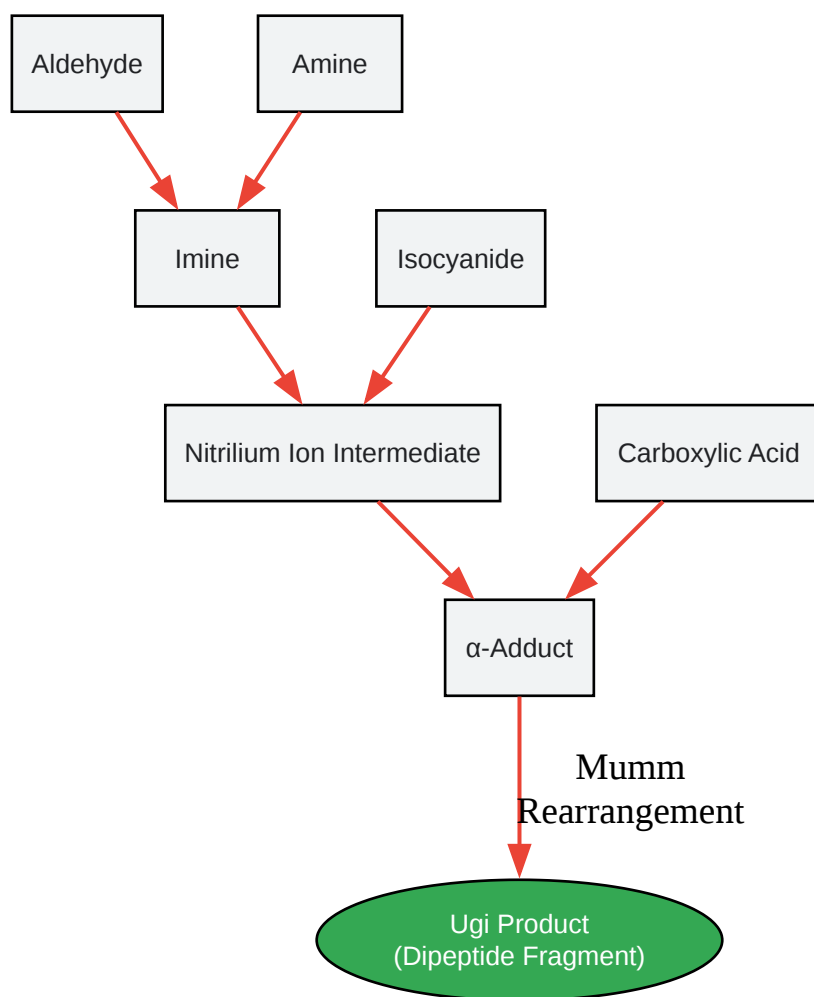 Aldehyde
Amine
Imine
Isocyanide
Nitrilium Ion Intermediate
Carboxylic Acid
α-Adduct
Mumm
Rearrangement
Ugi Product
(Dipeptide Fragment)